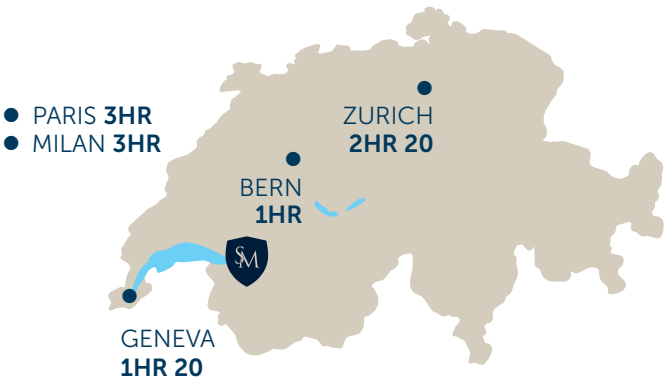 PARIS 3HR
MILAN 3HR
ZURICH
2HR 20
BERN
1HR
SM
GENEVA
1HR 20